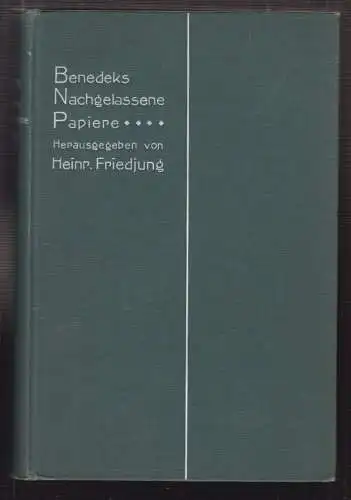 Benedeks
Nachgelassene
Papiere • • • •
Herausgegeben von
Heinr. Friedjung